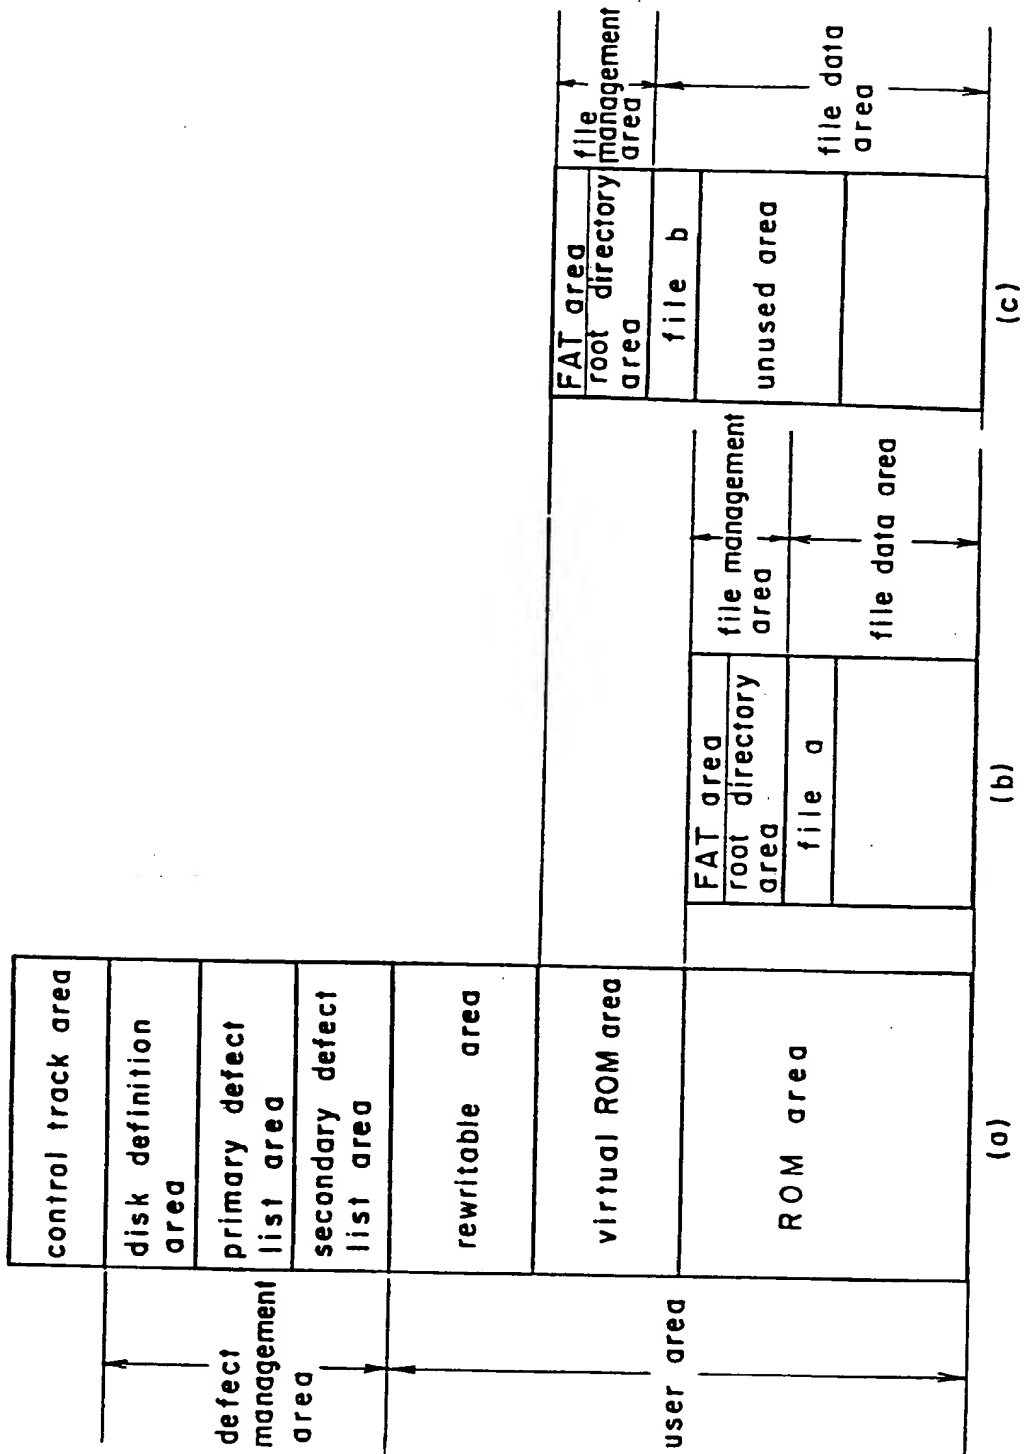 control track area
disk definition
area
primary defect
list area
secondary defect
list area
rewritable area
virtual ROM area
ROM area
defect
management
area
user area
(a)
FAT area
root directory
area
file a
file management
area
file data area
(b)
FAT area
root directory
area
file b
unused area
file
management
area
file data
area
(c)